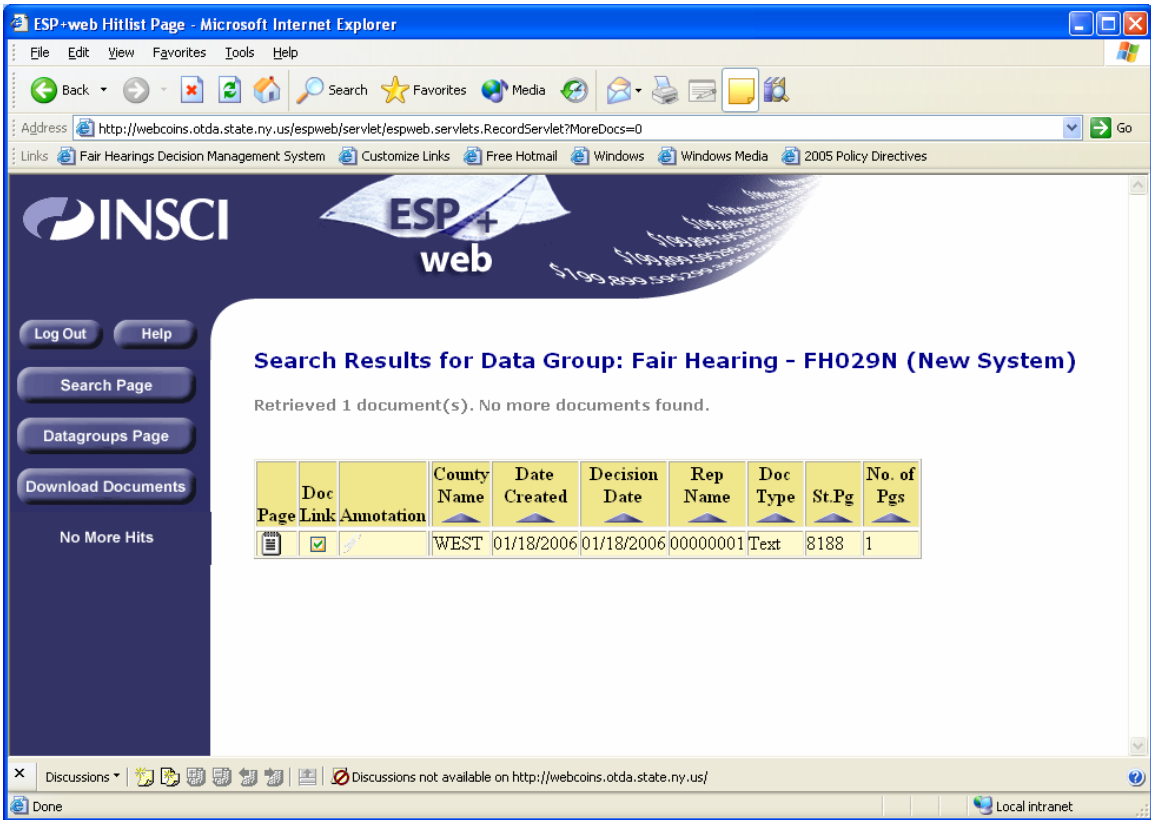 ESP+web Hitlist Page - Microsoft Internet Explorer
File Edit View Favorites Tools Help
Back Search Favorites Media
Address http://webcoins.otda.state.ny.us/espweb/servlet/espweb.servlets.RecordServlet?MoreDocs=0 Go
Links Fair Hearings Decision Management System Customize Links Free Hotmail Windows Windows Media 2005 Policy Directives
INSCI
ESP +
web
Log Out Help
Search Page
Datagroups Page
Download Documents
No More Hits
Search Results for Data Group: Fair Hearing - FH029N (New System)
Retrieved 1 document(s). No more documents found.
Page Doc Link Annotation County Name Date Created Decision Date Rep Name Doc Type St.Pg No. of Pgs
WEST 01/18/2006 01/18/2006 00000001 Text 8188 1
Discussions Discussions not available on http://webcoins.otda.state.ny.us/
Done Local intranet